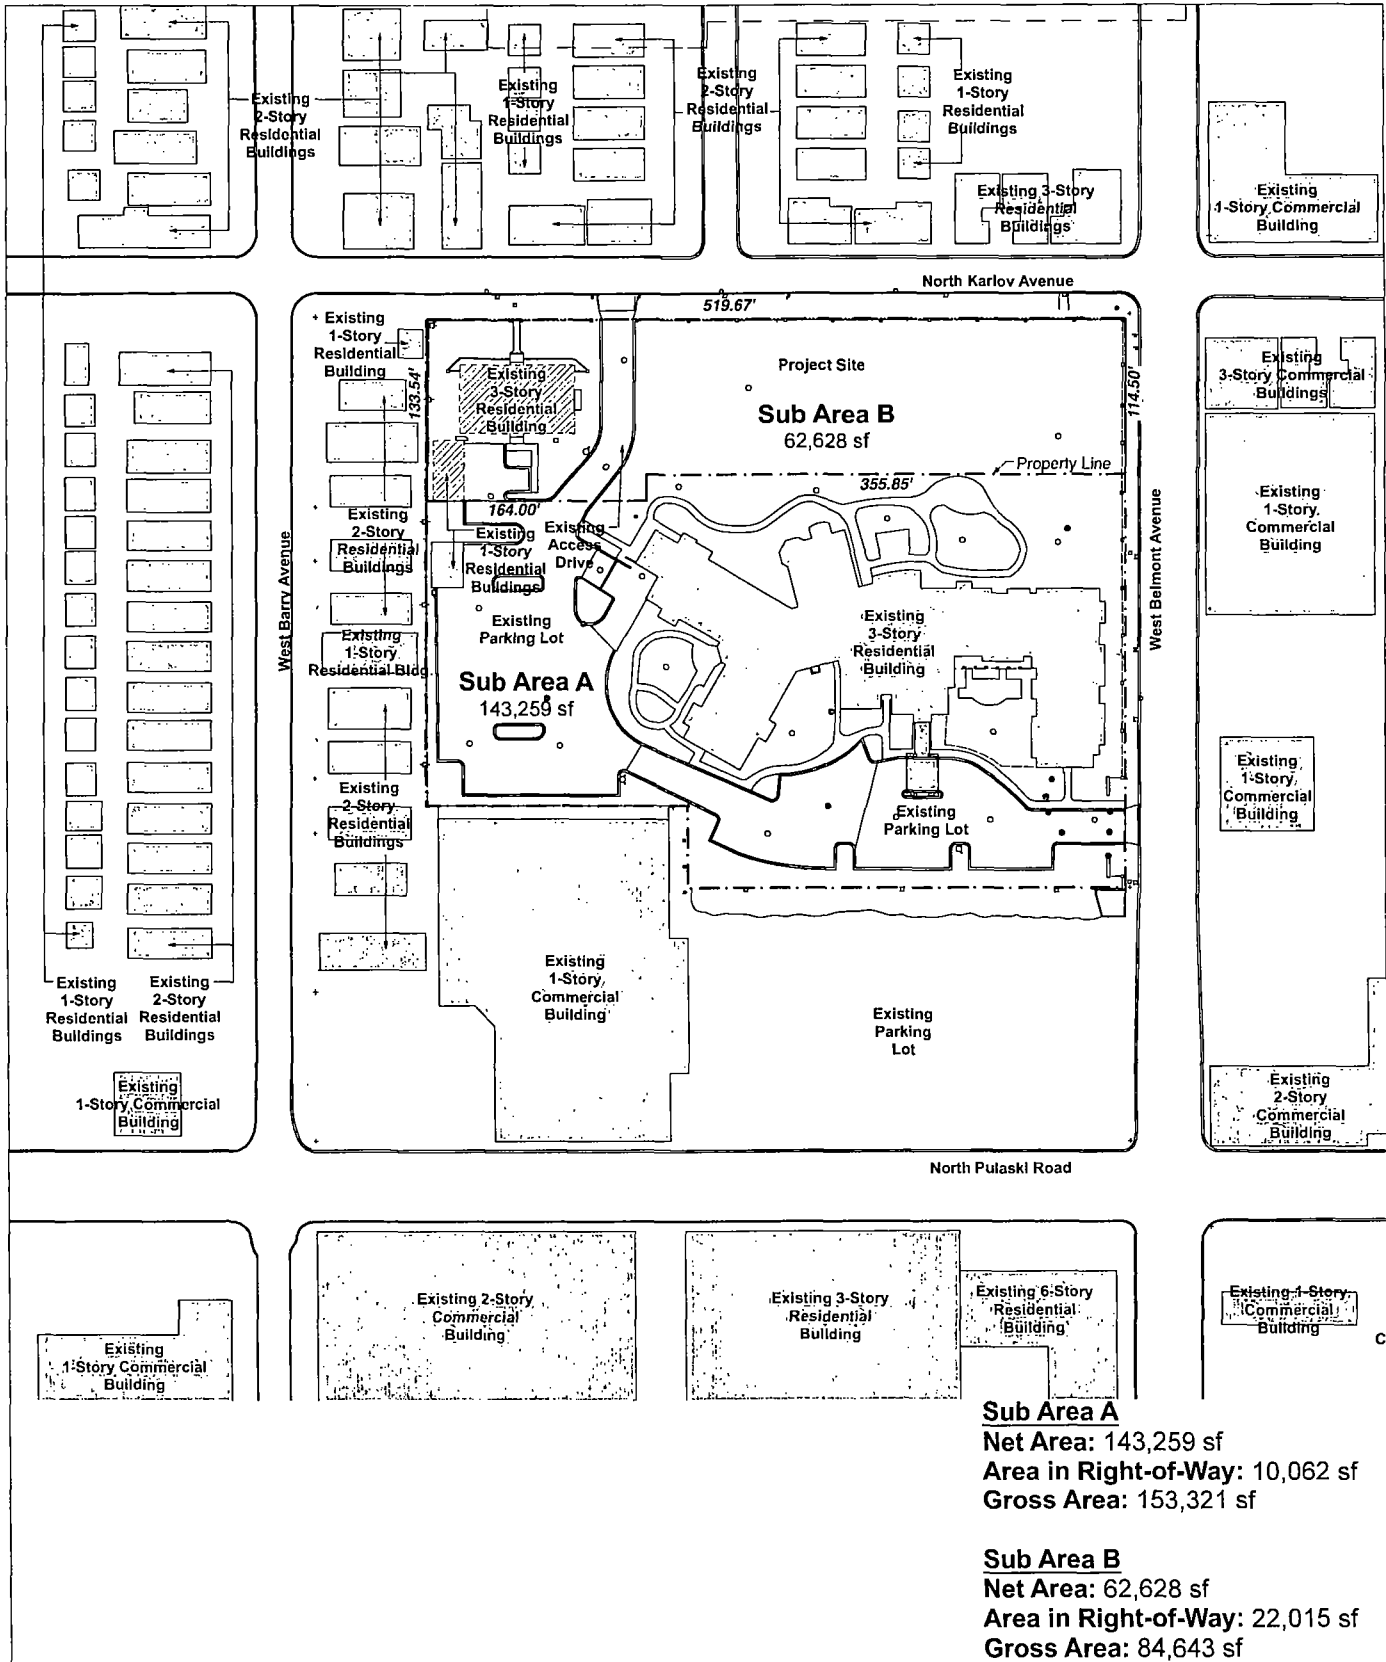 Existing
2-Story
Residential
Buildings
Existing
1-Story
Residential
Buildings
Existing
2-Story
Residential
Buildings
Existing
1-Story
Residential
Buildings
Existing 3-Story
Residential
Buildings
Existing
1-Story Commercial
Building
North Karlov Avenue
519.67'
Existing
1-Story
Residential
Building
133.54'
Existing
3-Story
Residential
Building
Project Site
Sub Area B
62,628 sf
114.50'
Existing
3-Story Commercial
Buildings
Property Line
355.85'
164.00'
Existing
2-Story
Residential
Buildings
Existing
1-Story
Residential
Buildings
Existing
Access
Drive
Existing
1-Story
Commercial
Building
West Barry Avenue
West Belmont Avenue
Existing
Parking Lot
Existing
3-Story
Residential
Building
Existing
1-Story
Residential Bldg.
Sub Area A
143,259 sf
Existing
2-Story
Residential
Buildings
Existing
Parking Lot
Existing
1-Story
Commercial
Building
Existing
1-Story
Residential
Buildings
Existing
2-Story
Residential
Buildings
Existing
1-Story
Commercial
Building
Existing
Parking
Lot
Existing
1-Story Commercial
Building
Existing
2-Story
Commercial
Building
North Pulaski Road
Existing 2-Story
Commercial
Building
Existing 3-Story
Residential
Building
Existing 6-Story
Residential
Building
Existing 1-Story
Commercial
Building
C
Existing
1-Story Commercial
Building
Sub Area A
Net Area: 143,259 sf
Area in Right-of-Way: 10,062 sf
Gross Area: 153,321 sf
Sub Area B
Net Area: 62,628 sf
Area in Right-of-Way: 22,015 sf
Gross Area: 84,643 sf